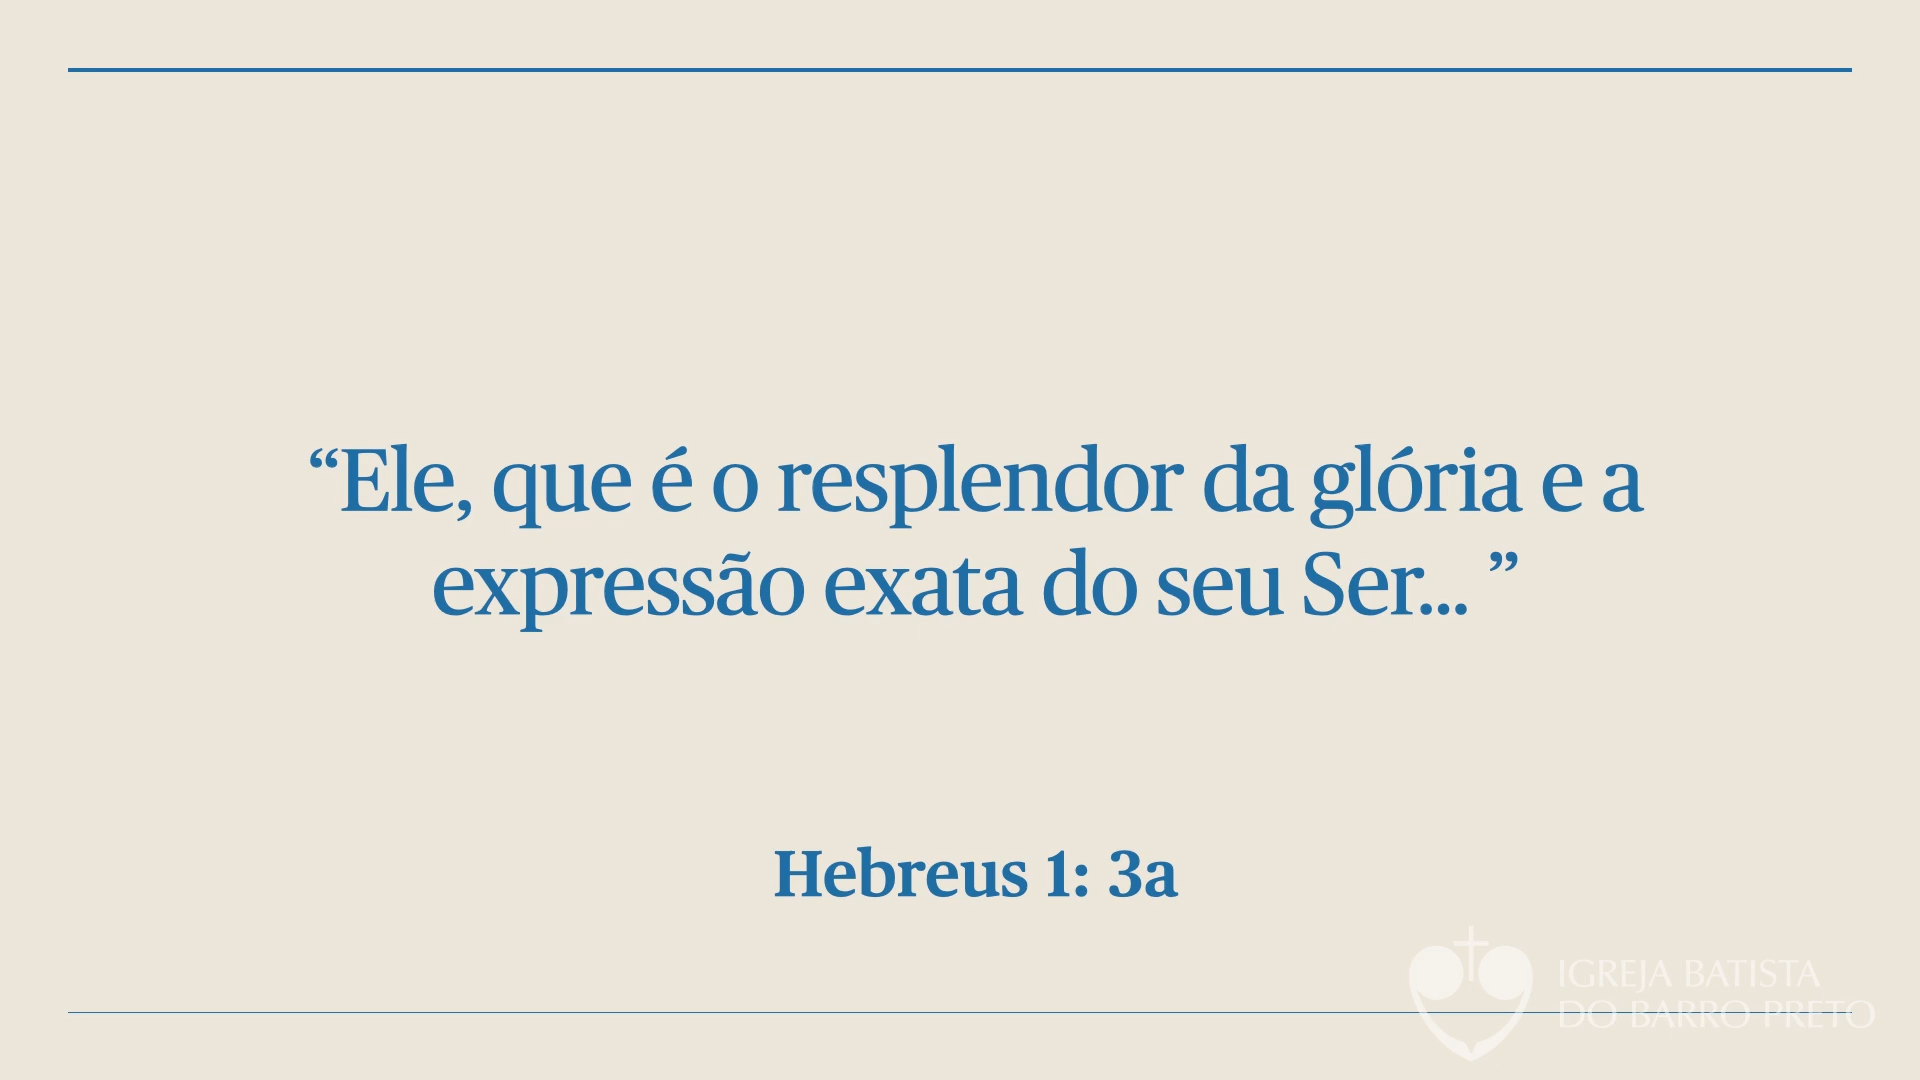 “Ele, que é o resplendor da glória e a
expressão exata do seu Ser... ”
Hebreus 1: 3a
IGREJA BATISTA
DO BARRO PRETO